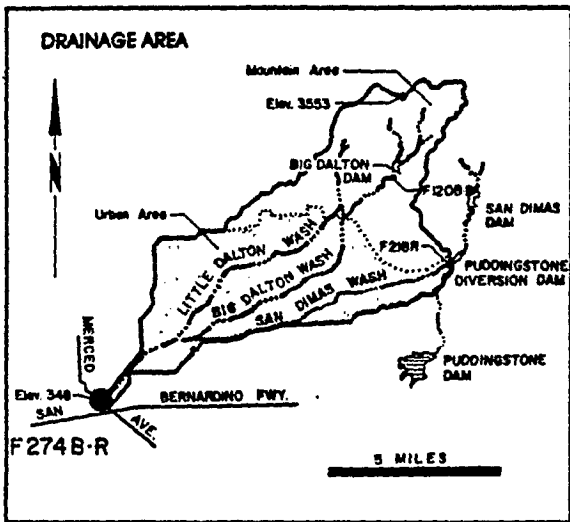 DRAINAGE AREA
Mountain Area
Elev. 3553
N
BIG DALTON
DAM
F120B-R
SAN DIMAS
DAM
Urban Area
F218R
LITTLE DALTON WASH
PUDDINGSTONE
DIVERSION DAM
BIG DALTON WASH
SAN DIMAS WASH
MERCED
AVE.
PUDDINGSTONE
DAM
Elev. 348
SAN BERNARDINO FWY.
F274B-R
5 MILES